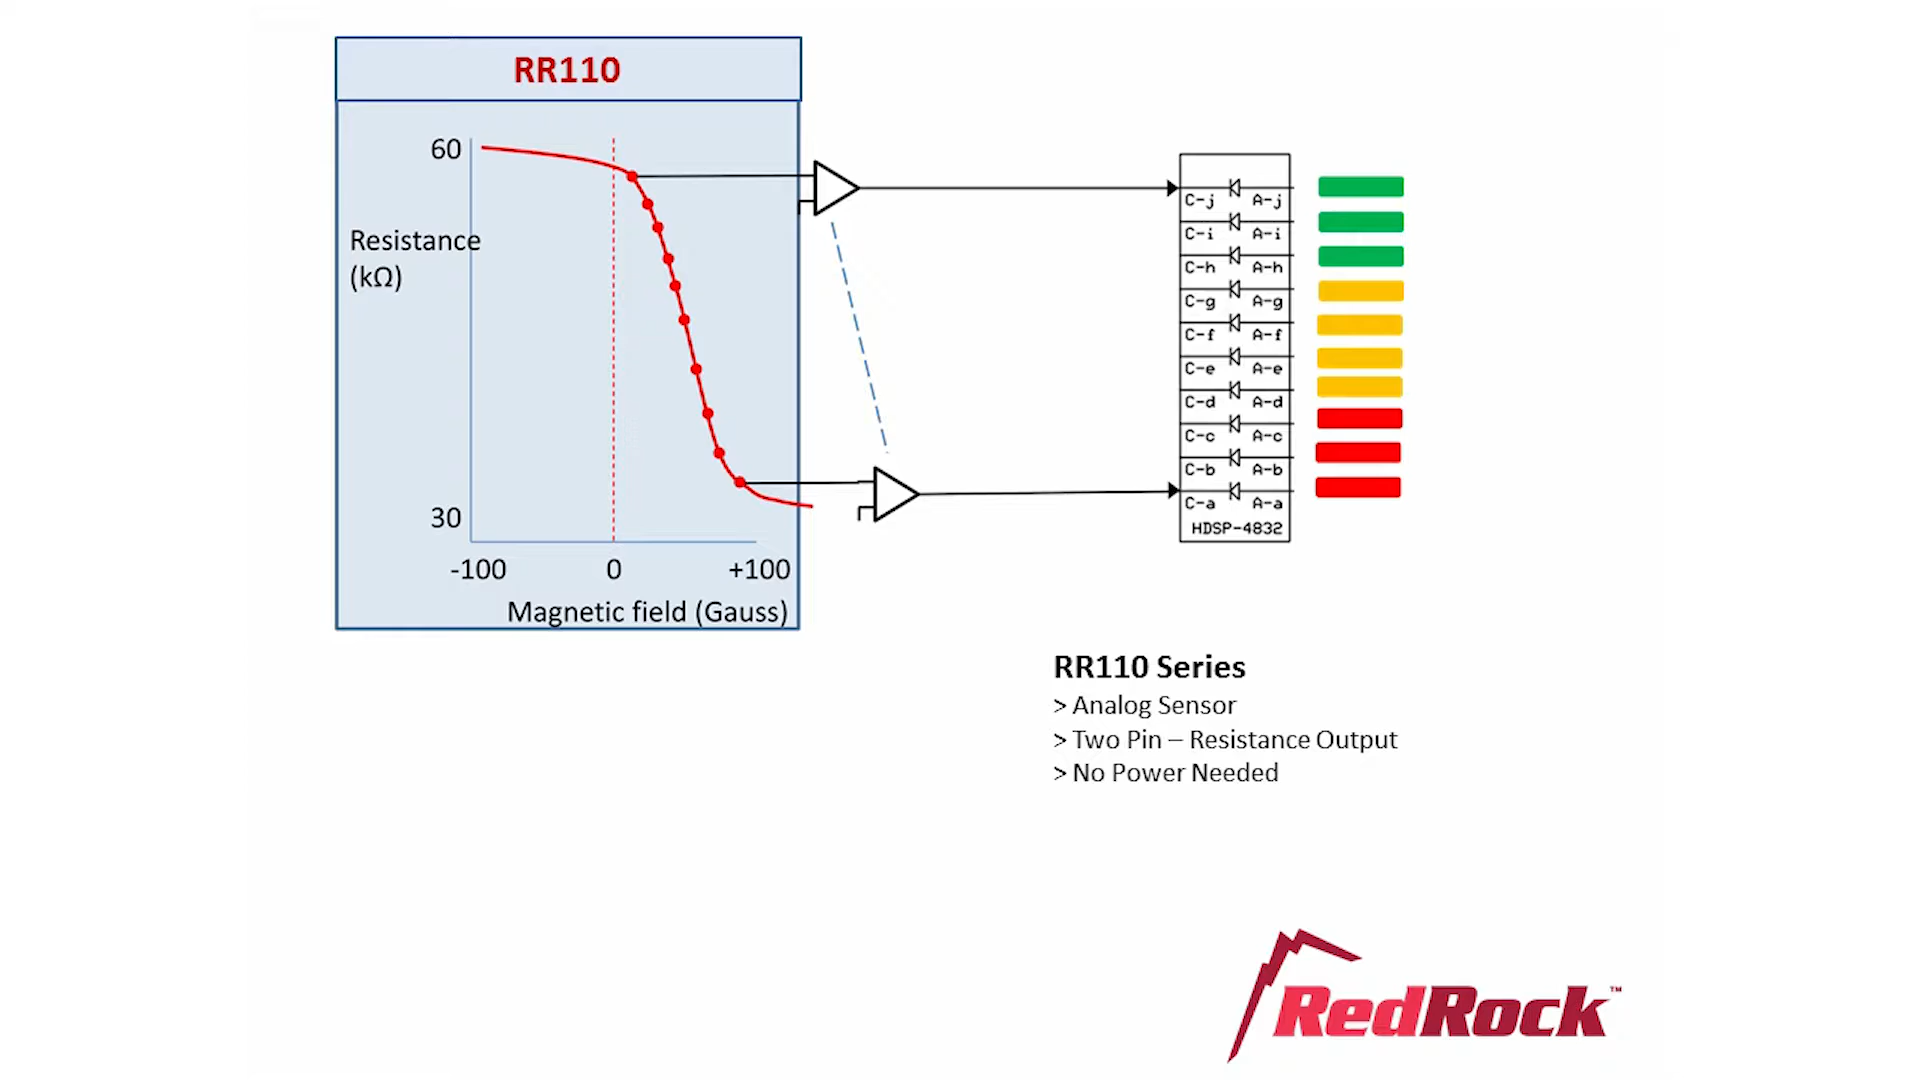 RR110
60
Resistance
(kΩ)
30
-100 0 +100
Magnetic field (Gauss)
C-j A-j
C-i A-i
C-h A-h
C-g A-g
C-f A-f
C-e A-e
C-d A-d
C-c A-c
C-b A-b
C-a A-a
HDSP-4832
RR110 Series
> Analog Sensor
> Two Pin – Resistance Output
> No Power Needed
RedRock™